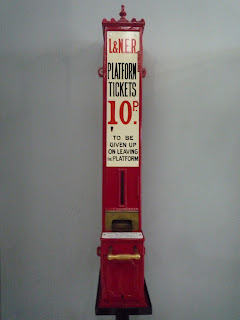 L&N.E.R.
PLATFORM
TICKETS
10P.
TO BE
GIVEN UP
ON LEAVING
THE PLATFORM